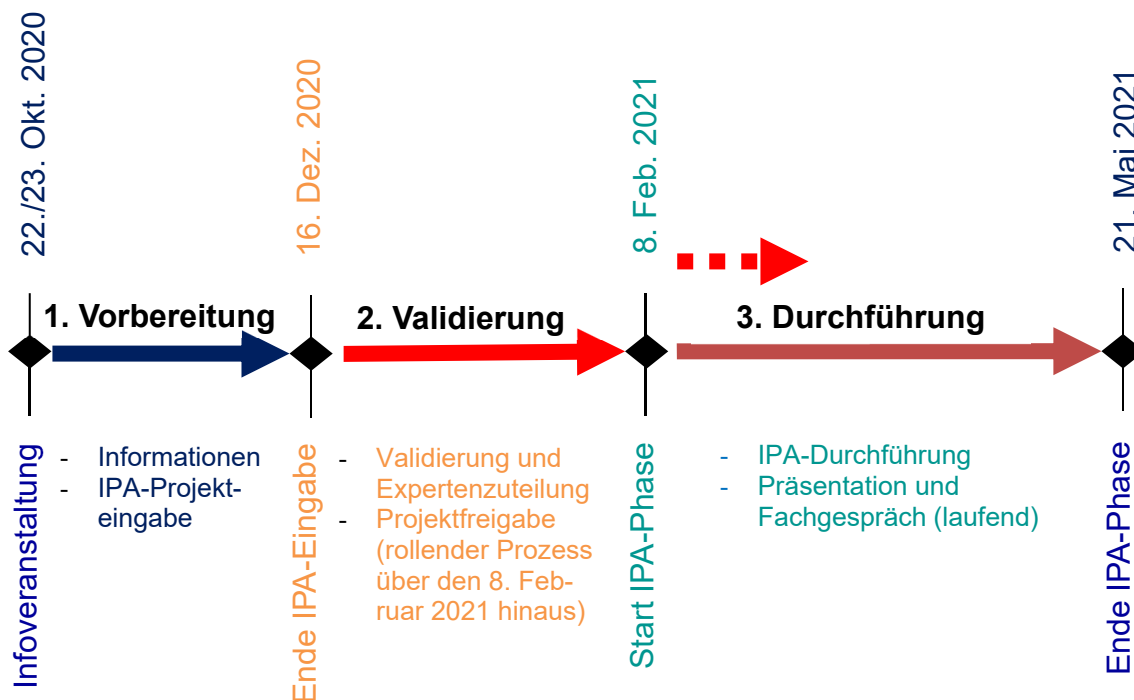 22./23. Okt. 2020
16. Dez. 2020
8. Feb. 2021
21. Mai 2021
1. Vorbereitung
2. Validierung
3. Durchführung
Infoveranstaltung
- Informationen
- IPA-Projekt-
eingabe
Ende IPA-Eingabe
- Validierung und
Expertenzuteilung
- Projektfreigabe
(rollender Prozess
über den 8. Feb-
ruar 2021 hinaus)
Start IPA-Phase
- IPA-Durchführung
- Präsentation und
Fachgespräch (laufend)
Ende IPA-Phase